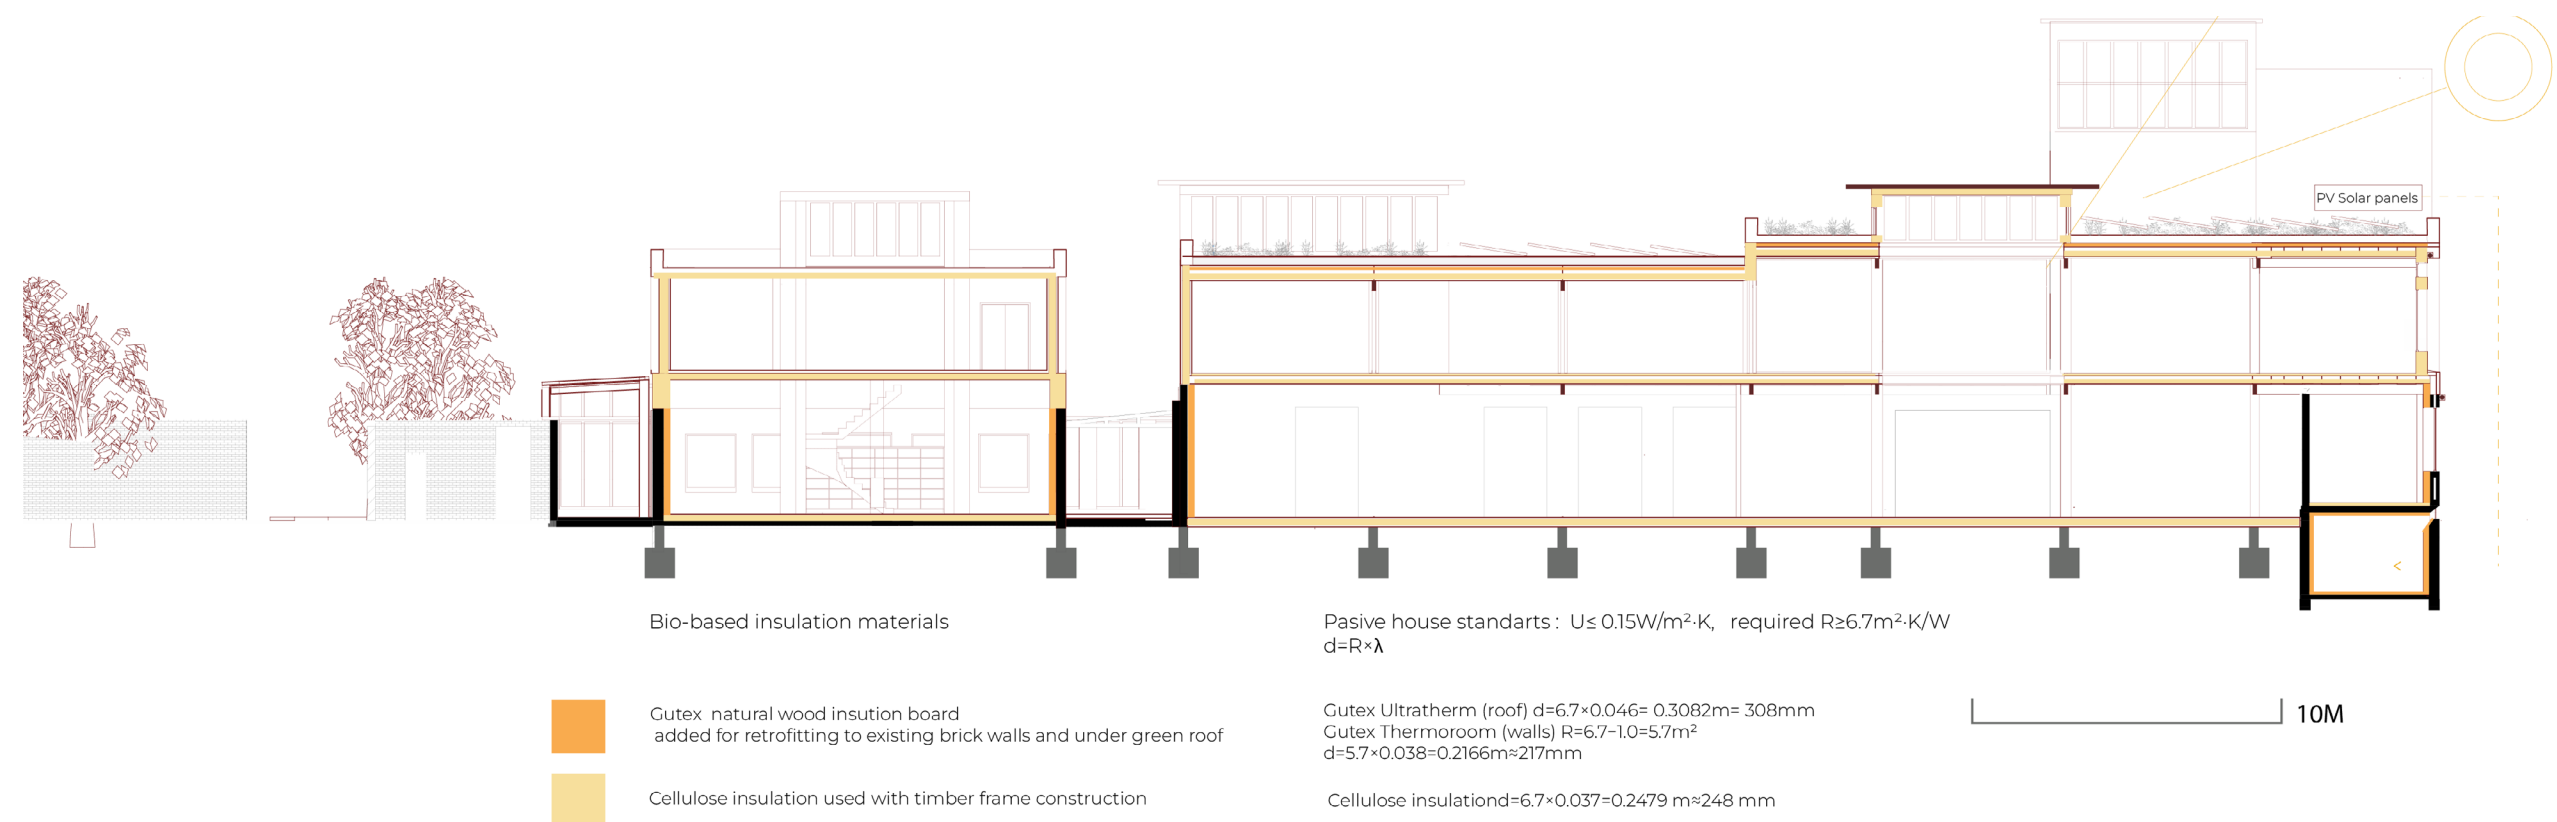 PV Solar panels
Bio-based insulation materials
Pasive house standarts : U≤ 0.15W/m²·K, required R≥6.7m²·K/W
d=R×λ
Gutex natural wood insution board
added for retrofitting to existing brick walls and under green roof
Cellulose insulation used with timber frame construction
Gutex Ultratherm (roof) d=6.7×0.046= 0.3082m= 308mm
Gutex Thermoroom (walls) R=6.7−1.0=5.7m²
d=5.7×0.038=0.2166m≈217mm
Cellulose insulationd=6.7×0.037=0.2479 m≈248 mm
10M